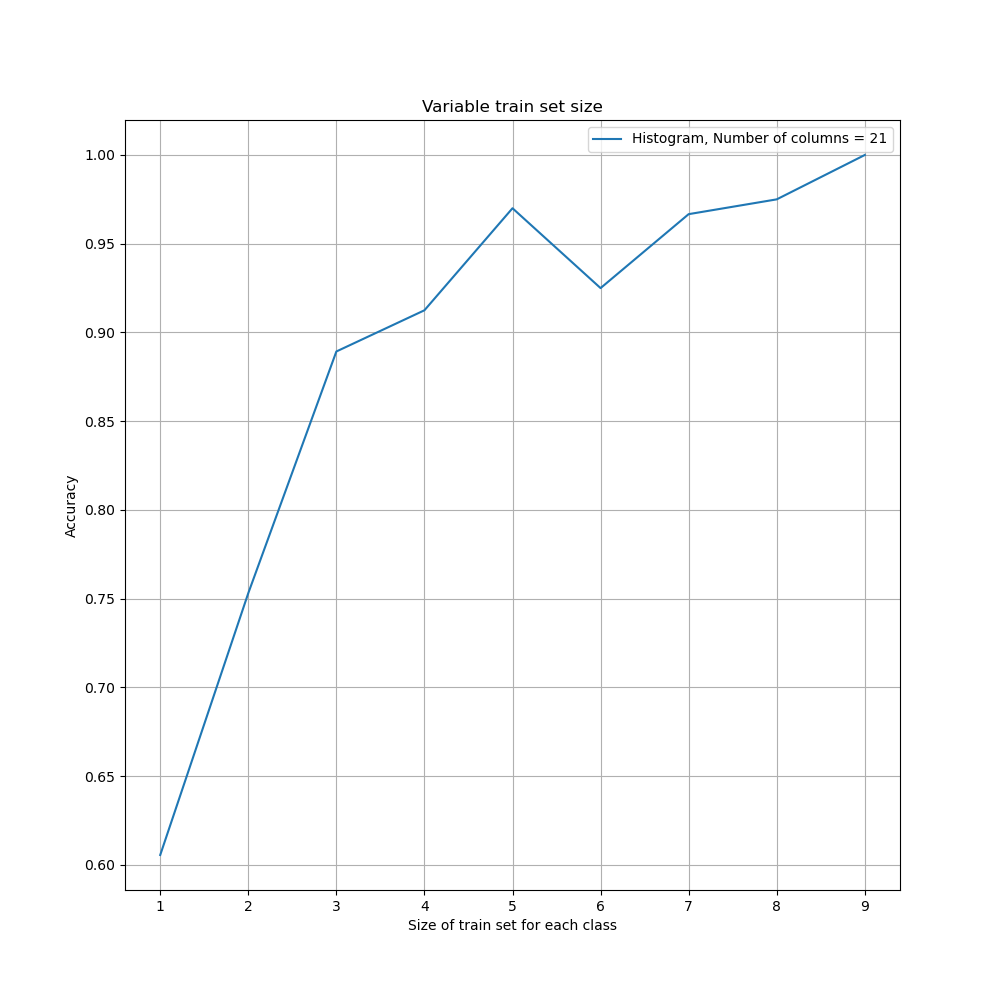 Variable train set size
Histogram, Number of columns = 21
1.00
0.95
0.90
0.85
0.80
0.75
0.70
0.65
0.60
Accuracy
1 2 3 4 5 6 7 8 9
Size of train set for each class